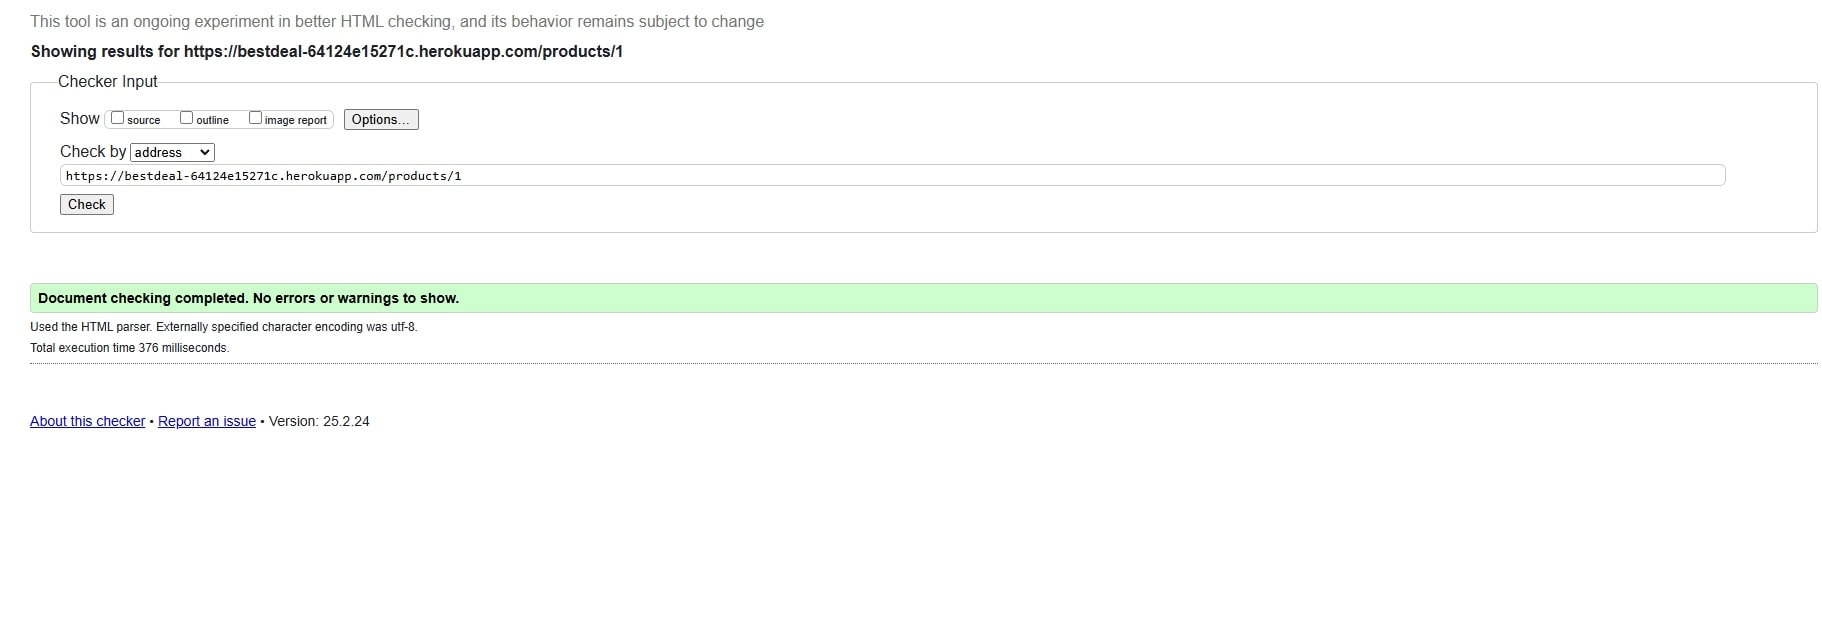 This tool is an ongoing experiment in better HTML checking, and its behavior remains subject to change
Showing results for https://bestdeal-64124e15271c.herokuapp.com/products/1
Checker Input
Show source outline image report Options...
Check by address
https://bestdeal-64124e15271c.herokuapp.com/products/1
Check
Document checking completed. No errors or warnings to show.
Used the HTML parser. Externally specified character encoding was utf-8.
Total execution time 376 milliseconds.
About this checker • Report an issue • Version: 25.2.24